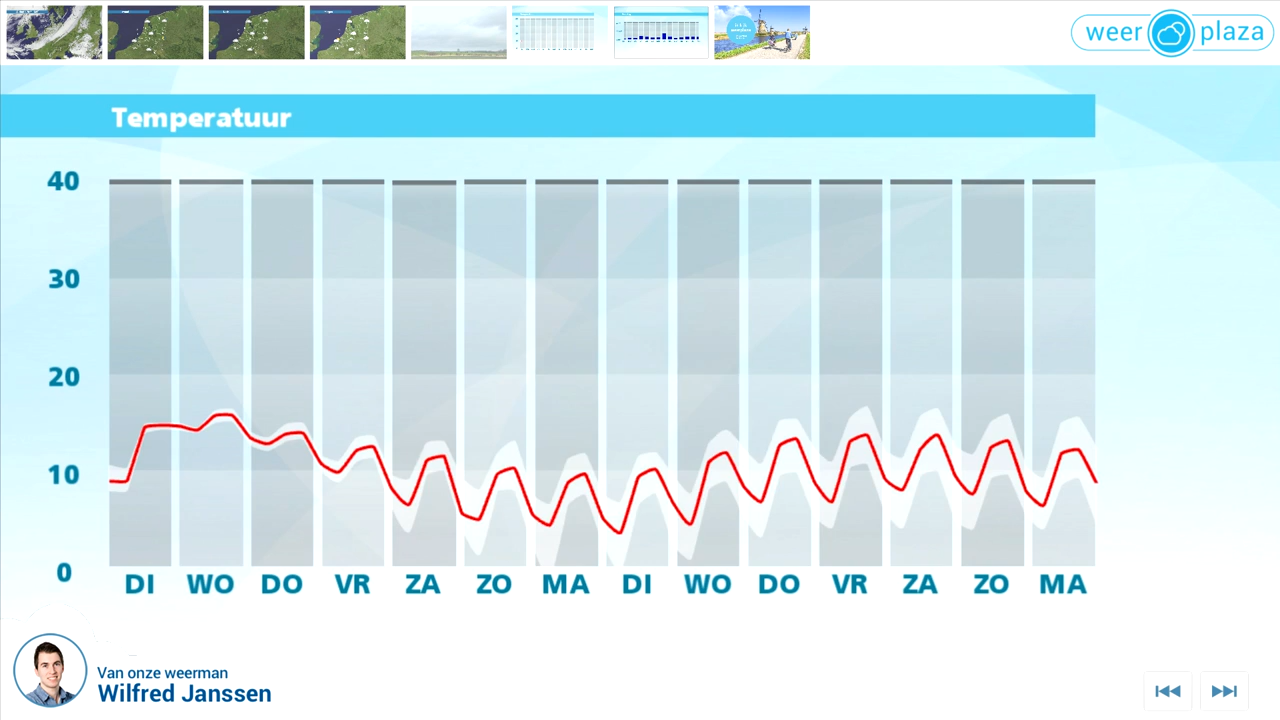 weer plaza
Temperatuur
40
30
20
10
0
DI WO DO VR ZA ZO MA DI WO DO VR ZA ZO MA
Van onze weerman
Wilfred Janssen